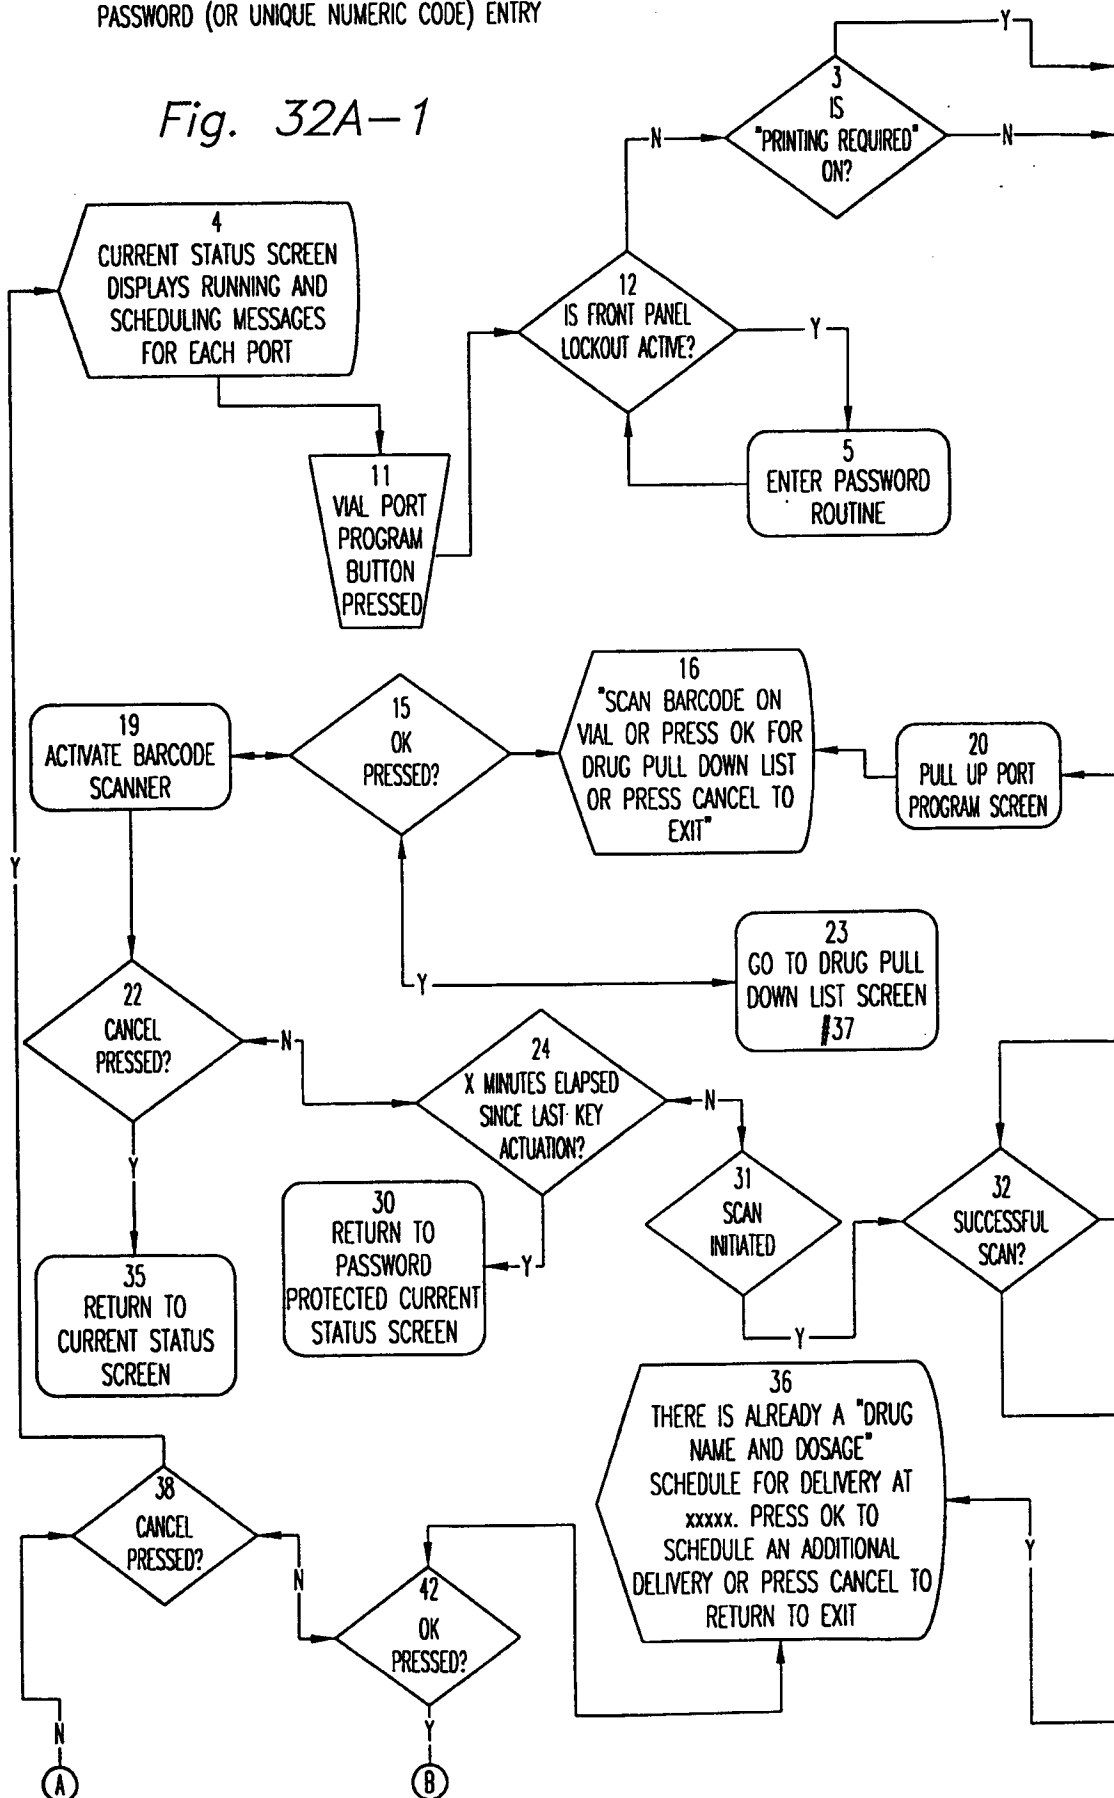 PASSWORD (OR UNIQUE NUMERIC CODE) ENTRY
Fig. 32A-1
Y
3
IS
"PRINTING REQUIRED"
ON?
N
N
4
CURRENT STATUS SCREEN
DISPLAYS RUNNING AND
SCHEDULING MESSAGES
FOR EACH PORT
12
IS FRONT PANEL
LOCKOUT ACTIVE?
Y
5
ENTER PASSWORD
ROUTINE
11
VIAL PORT
PROGRAM
BUTTON
PRESSED
16
"SCAN BARCODE ON
VIAL OR PRESS OK FOR
DRUG PULL DOWN LIST
OR PRESS CANCEL TO
EXIT"
15
OK
PRESSED?
19
ACTIVATE BARCODE
SCANNER
20
PULL UP PORT
PROGRAM SCREEN
Y
23
GO TO DRUG PULL
DOWN LIST SCREEN
#37
Y
22
CANCEL
PRESSED?
N
24
X MINUTES ELAPSED
SINCE LAST KEY
ACTUATION?
N
31
SCAN
INITIATED
32
SUCCESSFUL
SCAN?
Y
30
RETURN TO
PASSWORD
PROTECTED CURRENT
STATUS SCREEN
Y
35
RETURN TO
CURRENT STATUS
SCREEN
Y
36
THERE IS ALREADY A "DRUG
NAME AND DOSAGE"
SCHEDULE FOR DELIVERY AT
xxxxx. PRESS OK TO
SCHEDULE AN ADDITIONAL
DELIVERY OR PRESS CANCEL TO
RETURN TO EXIT
Y
38
CANCEL
PRESSED?
N
42
OK
PRESSED?
N
Y
A
B